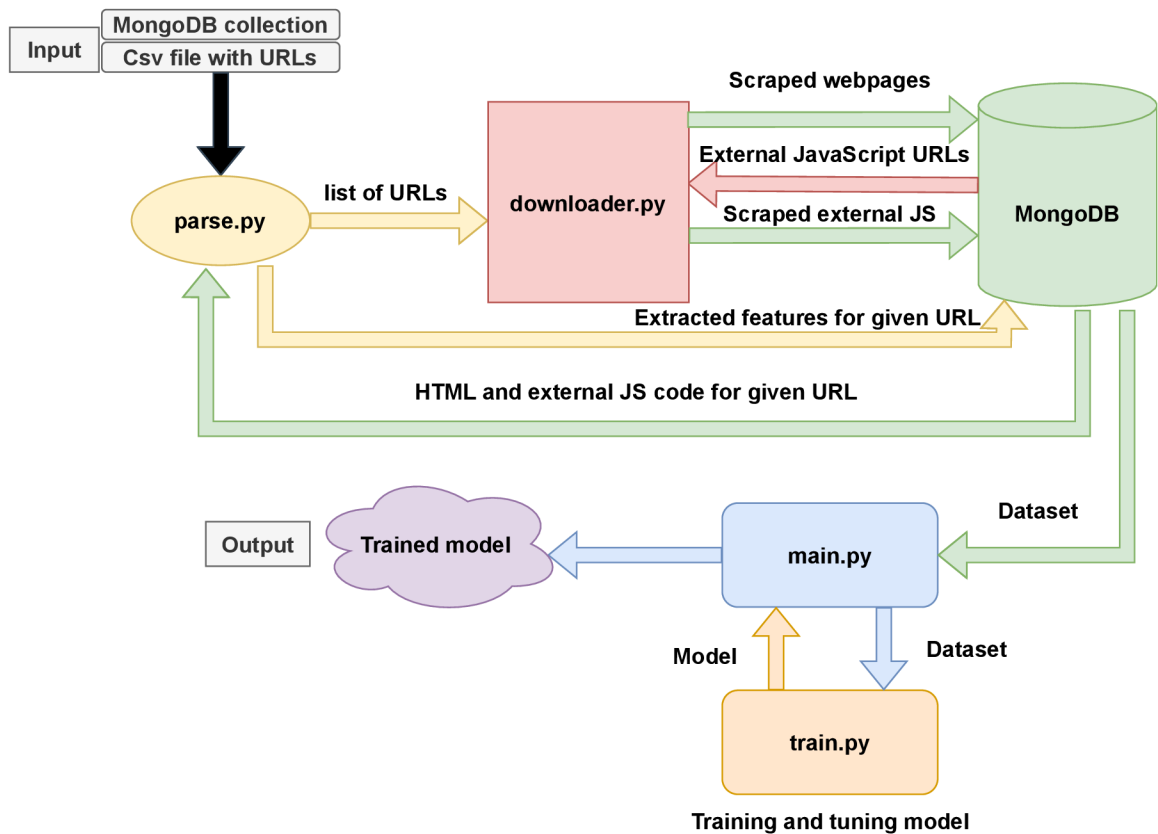 MongoDB collection
Input
Csv file with URLs
Scraped webpages
External JavaScript URLs
list of URLs
downloader.py
parse.py
Scraped external JS
MongoDB
Extracted features for given URL
HTML and external JS code for given URL
Dataset
Output
Trained model
main.py
Model
Dataset
train.py
Training and tuning model